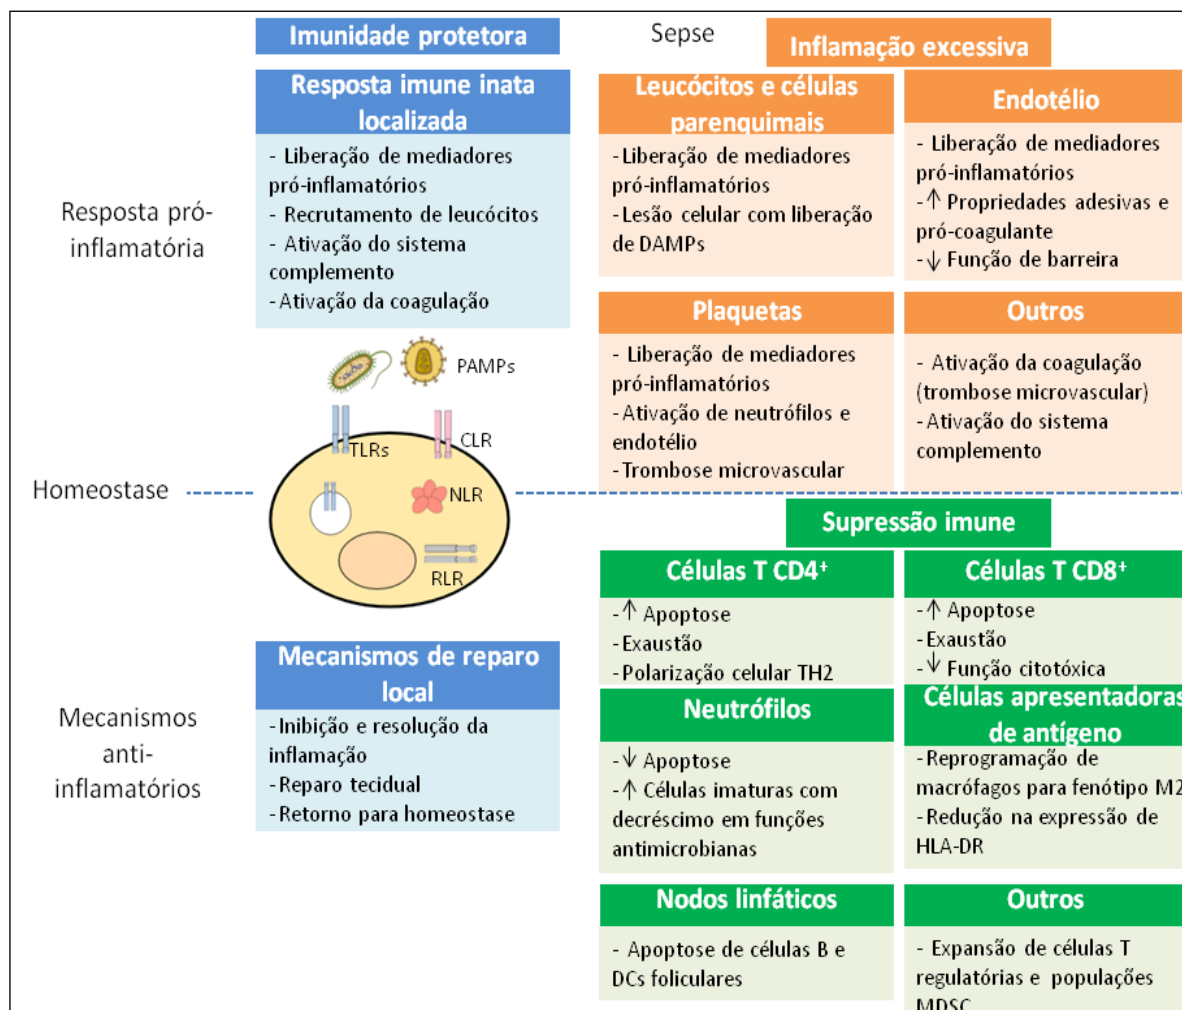 Imunidade protetora
Sepse
Inflamação excessiva
Resposta pró-
inflamatória
Resposta imune inata
localizada
- Liberação de mediadores
pró-inflamatórios
- Recrutamento de leucócitos
- Ativação do sistema
complemento
- Ativação da coagulação
Leucócitos e células
parenquimais
- Liberação de mediadores
pró-inflamatórios
- Lesão celular com liberação
de DAMPs
Endotélio
- Liberação de mediadores
pró-inflamatórios
- ↑ Propriedades adesivas e
pró-coagulante
- ↓ Função de barreira
Plaquetas
- Liberação de mediadores
pró-inflamatórios
- Ativação de neutrófilos e
endotélio
- Trombose microvascular
Outros
- Ativação da coagulação
(trombose microvascular)
- Ativação do sistema
complemento
PAMPs
TLRs
CLR
NLR
RLR
Homeostase
Supressão imune
Mecanismos
anti-
inflamatórios
Mecanismos de reparo
local
- Inibição e resolução da
inflamação
- Reparo tecidual
- Retorno para homeostase
Células T CD4⁺
- ↑ Apoptose
- Exaustão
- Polarização celular TH2
Células T CD8⁺
- ↑ Apoptose
- Exaustão
- ↓ Função citotóxica
Neutrófilos
- ↓ Apoptose
- ↑ Células imaturas com
decréscimo em funções
antimicrobianas
Células apresentadoras
de antígeno
- Reprogramação de
macrófagos para fenótipo M2
- Redução na expressão de
HLA-DR
Nodos linfáticos
- Apoptose de células B e
DCs foliculares
Outros
- Expansão de células T
regulatórias e populações
MDSC